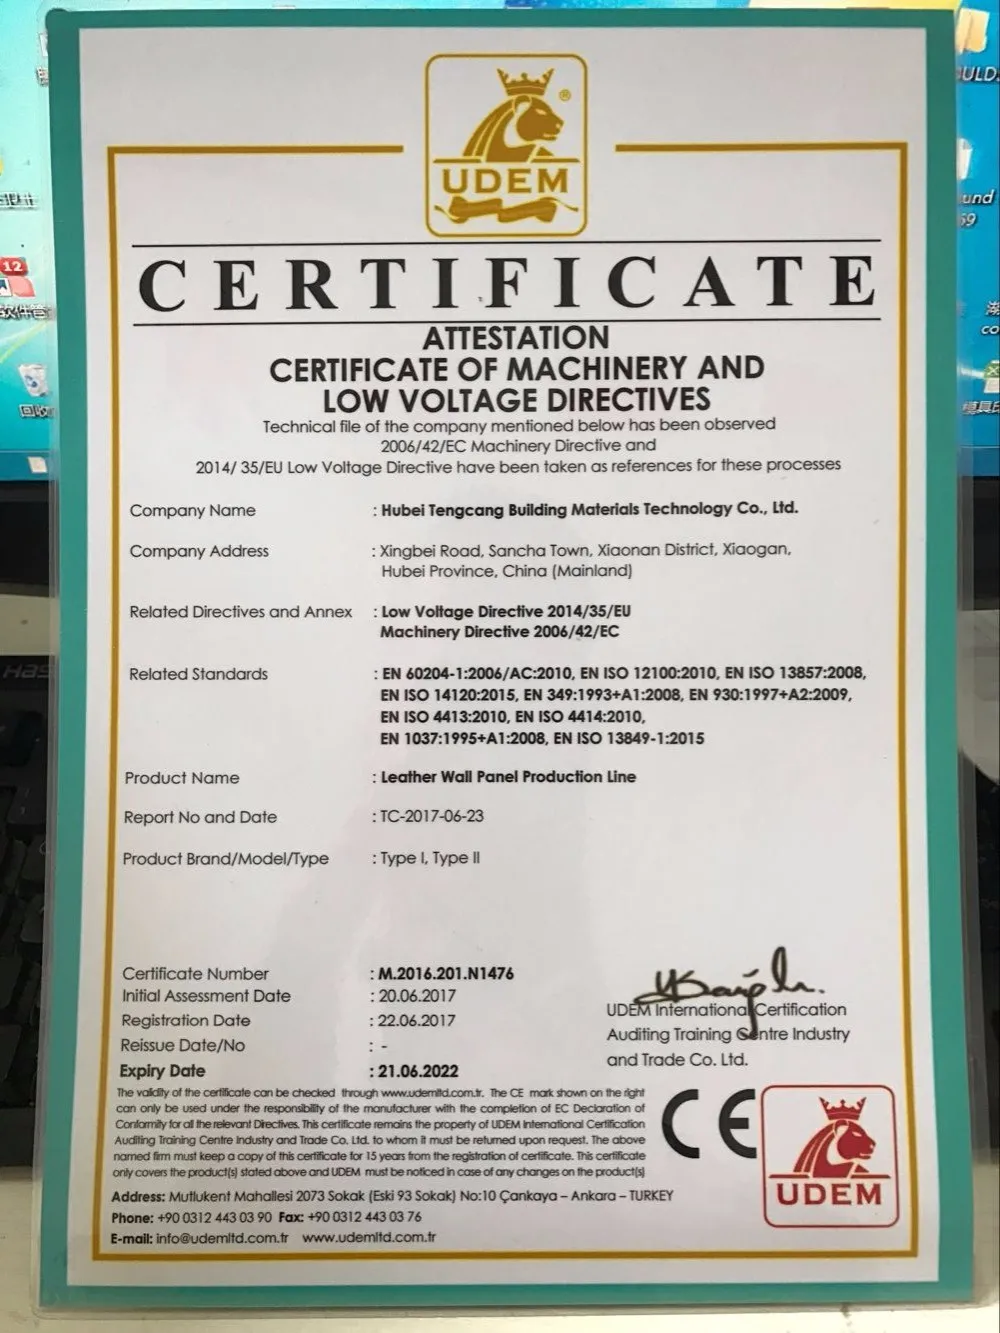 UDEM
CERTIFICATE
ATTESTATION
CERTIFICATE OF MACHINERY AND
LOW VOLTAGE DIRECTIVES
Technical file of the company mentioned below has been observed
2006/42/EC Machinery Directive and
2014/ 35/EU Low Voltage Directive have been taken as references for these processes
Company Name : Hubei Tengcang Building Materials Technology Co., Ltd.
Company Address : Xingbei Road, Sancha Town, Xiaonan District, Xiaogan,
Hubei Province, China (Mainland)
Related Directives and Annex : Low Voltage Directive 2014/35/EU
Machinery Directive 2006/42/EC
Related Standards : EN 60204-1:2006/AC:2010, EN ISO 12100:2010, EN ISO 13857:2008,
EN ISO 14120:2015, EN 349:1993+A1:2008, EN 930:1997+A2:2009,
EN ISO 4413:2010, EN ISO 4414:2010,
EN 1037:1995+A1:2008, EN ISO 13849-1:2015
Product Name : Leather Wall Panel Production Line
Report No and Date : TC-2017-06-23
Product Brand/Model/Type : Type I, Type II
Certificate Number : M.2016.201.N1476
Initial Assessment Date : 20.06.2017
Registration Date : 22.06.2017
Reissue Date/No : -
Expiry Date : 21.06.2022
UDEM International Certification
Auditing Training Centre Industry
and Trade Co. Ltd.
The validity of the certificate can be checked through www.udemltd.com.tr. The CE mark shown on the right
can only be used under the responsibility of the manufacturer with the completion of EC Declaration of
Conformity for all the relevant Directives. This certificate remains the property of UDEM International Certification
Auditing Training Centre Industry and Trade Co. Ltd. to whom it must be returned upon request. The above
named firm must keep a copy of this certificate for 15 years from the registration of certificate. This certificate
only covers the product(s) stated above and UDEM must be noticed in case of any changes on the product(s)
CE
UDEM
Address: Mutlukent Mahallesi 2073 Sokak (Eski 93 Sokak) No:10 Çankaya – Ankara – TURKEY
Phone: +90 0312 443 03 90 Fax: +90 0312 443 03 76
E-mail: info@udemltd.com.tr www.udemltd.com.tr
12